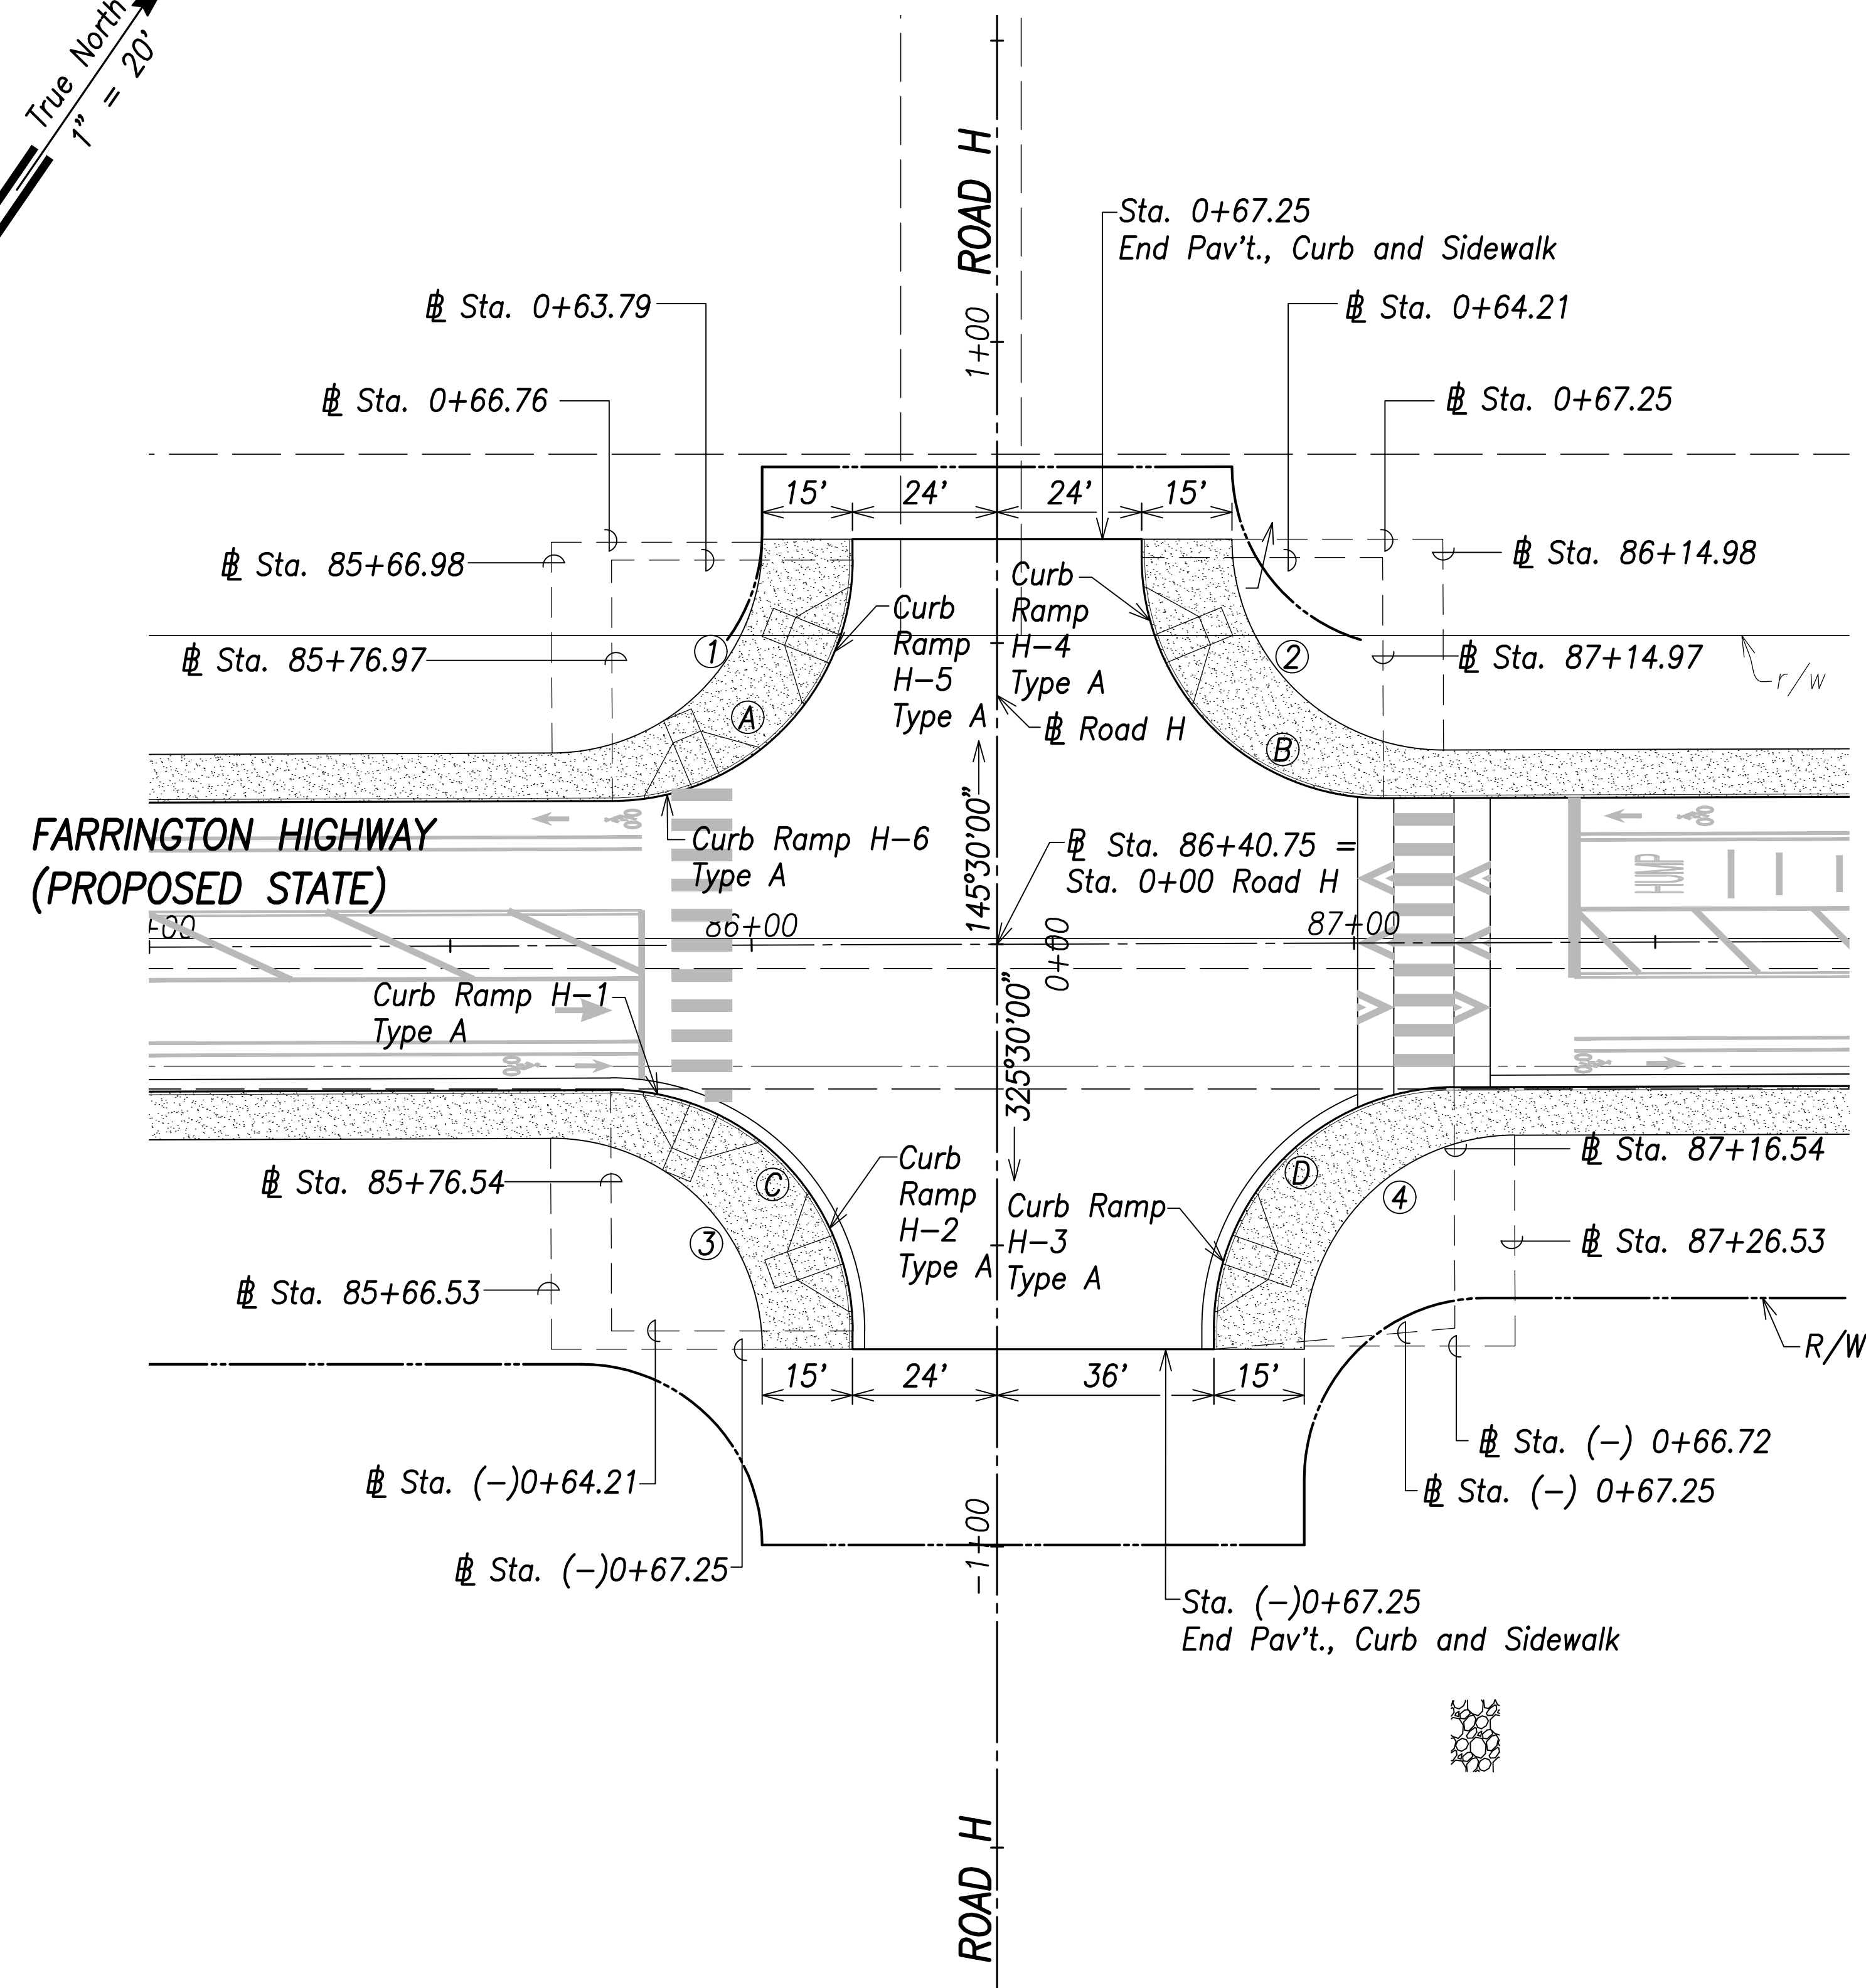 True North
1" = 20'
ROAD H
Sta. 0+67.25
End Pav't., Curb and Sidewalk
℄ Sta. 0+63.79
1+00
℄ Sta. 0+64.21
℄ Sta. 0+66.76
℄ Sta. 0+67.25
15' 24' 24' 15'
℄ Sta. 85+66.98
℄ Sta. 86+14.98
Curb
Ramp
H-5
Type A
Curb
Ramp
H-4
Type A
℄ Sta. 85+76.97
1
2
℄ Sta. 87+14.97
r/w
A
℄ Road H
B
145°30'00"
FARRINGTON HIGHWAY
(PROPOSED STATE)
Curb Ramp H-6
Type A
℄ Sta. 86+40.75 =
Sta. 0+00 Road H
HWC
+00
86+00
0+00
87+00
Curb Ramp H-1
Type A
325°30'00"
℄ Sta. 85+76.54
C
Curb
Ramp
H-2
Type A
Curb Ramp
H-3
Type A
D
℄ Sta. 87+16.54
3
4
℄ Sta. 87+26.53
℄ Sta. 85+66.53
R/W
15' 24' 36' 15'
℄ Sta. (-)0+64.21
℄ Sta. (-) 0+66.72
℄ Sta. (-) 0+67.25
-1+00
℄ Sta. (-)0+67.25
Sta. (-)0+67.25
End Pav't., Curb and Sidewalk
ROAD H